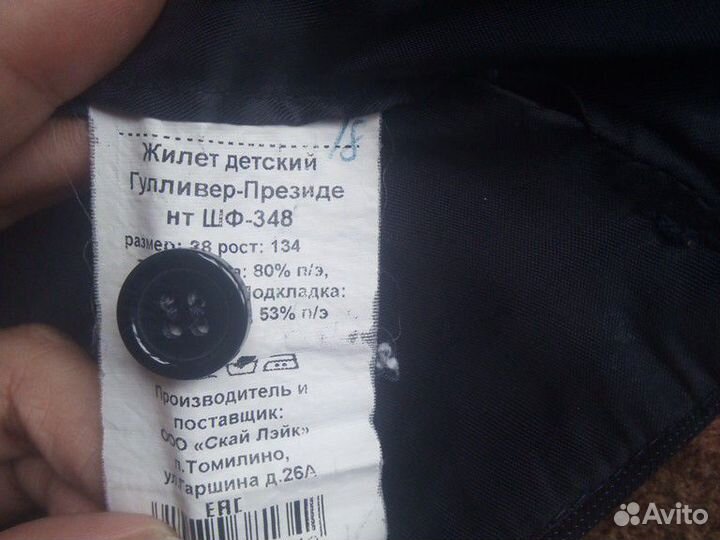 18
Жилет детский
Гулливер-Президе
нт ШФ-348
размер: 38 рост: 134
80% п/э,
Подкладка:
53% п/э
Производитель и
поставщик:
ООО «Скай Лэйк»
п.Томилино,
ул.гаршина д.26А
ЕАС
Avito